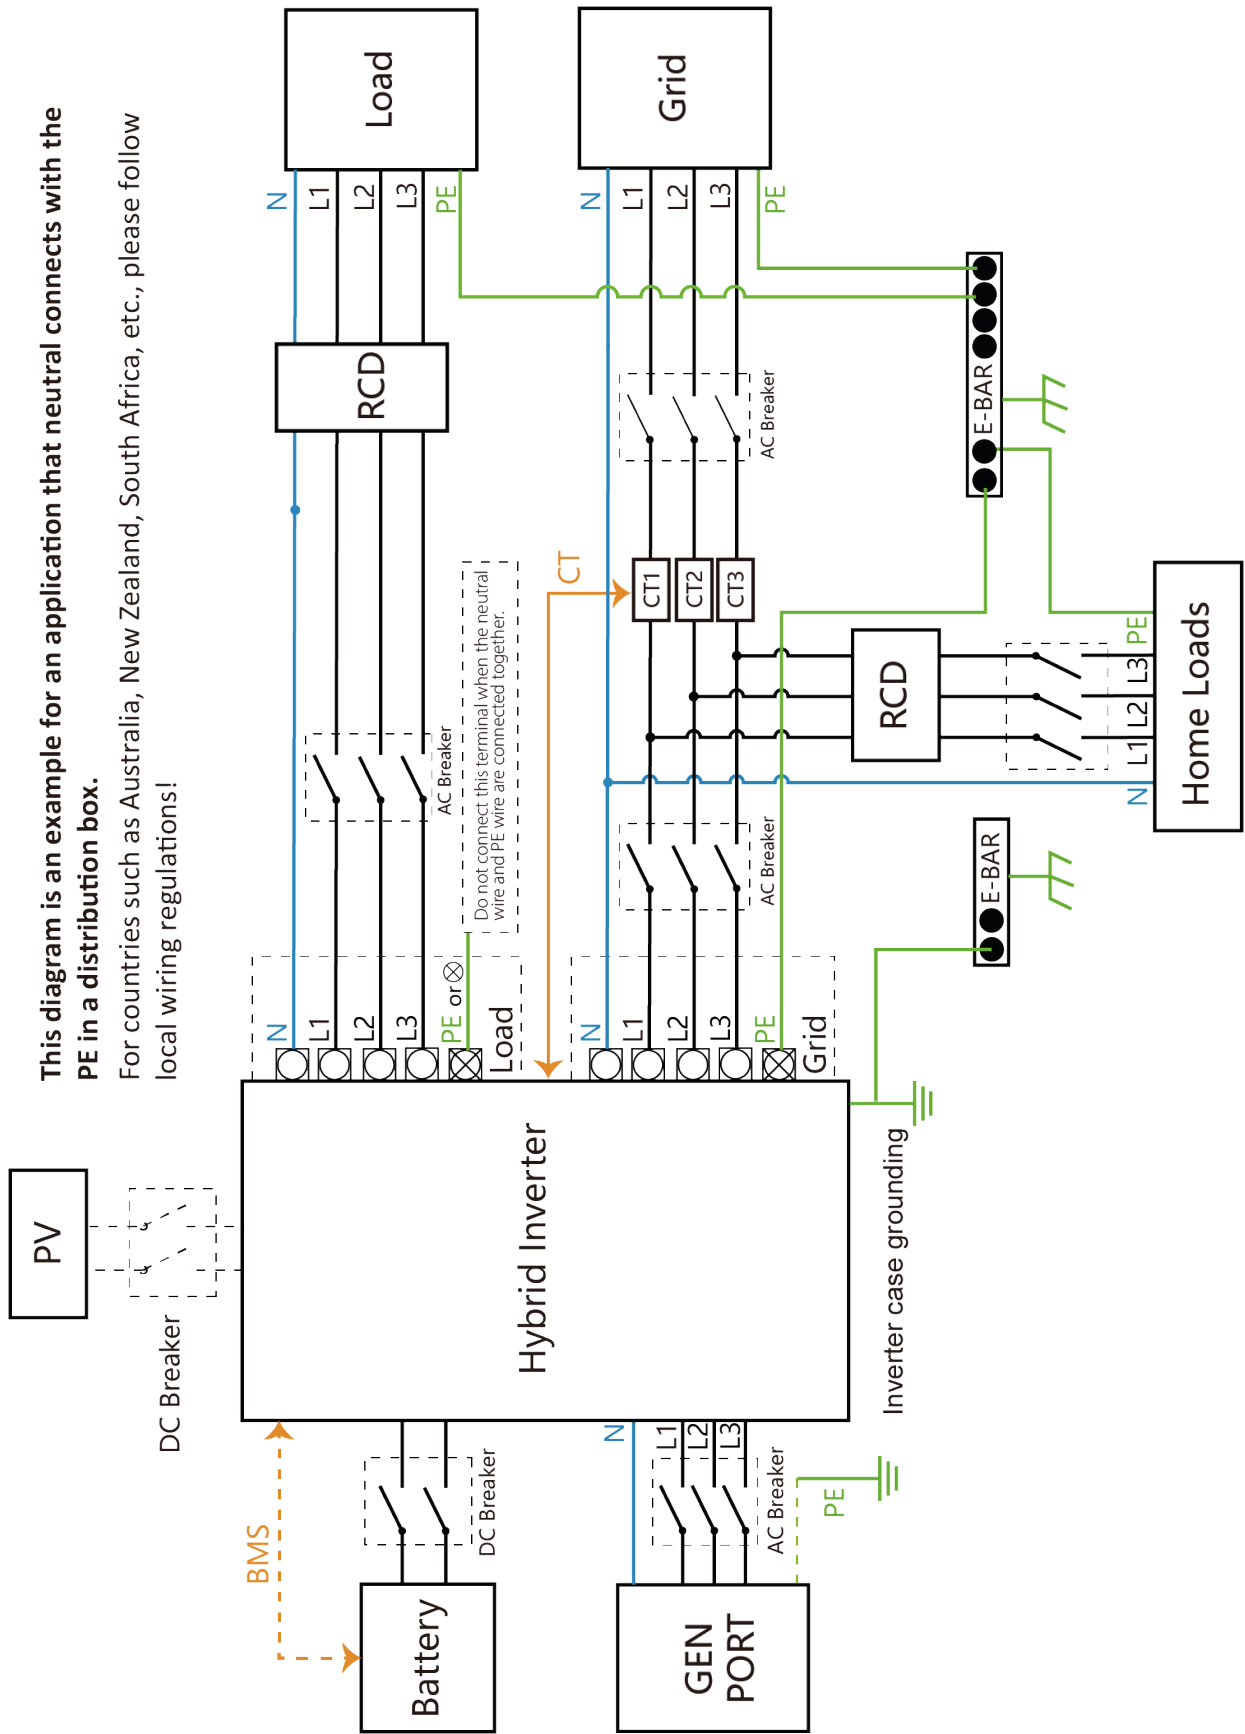 This diagram is an example for an application that neutral connects with the
PE in a distribution box.
For countries such as Australia, New Zealand, South Africa, etc., please follow
local wiring regulations!
PV
DC Breaker
BMS
Battery
DC Breaker
GEN
PORT
N
L1
L2
L3
AC Breaker
PE
Hybrid Inverter
Inverter case grounding
N
L1
L2
L3
PE or
Load
AC Breaker
Do not connect this terminal when the neutral
wire and PE wire are connected together.
RCD
N
L1
L2
L3
PE
Load
CT
N
L1
L2
L3
PE
Grid
AC Breaker
CT1
CT2
CT3
AC Breaker
N
L1
L2
L3
PE
Grid
RCD
E-BAR
E-BAR
N
L1
L2
L3
PE
Home Loads